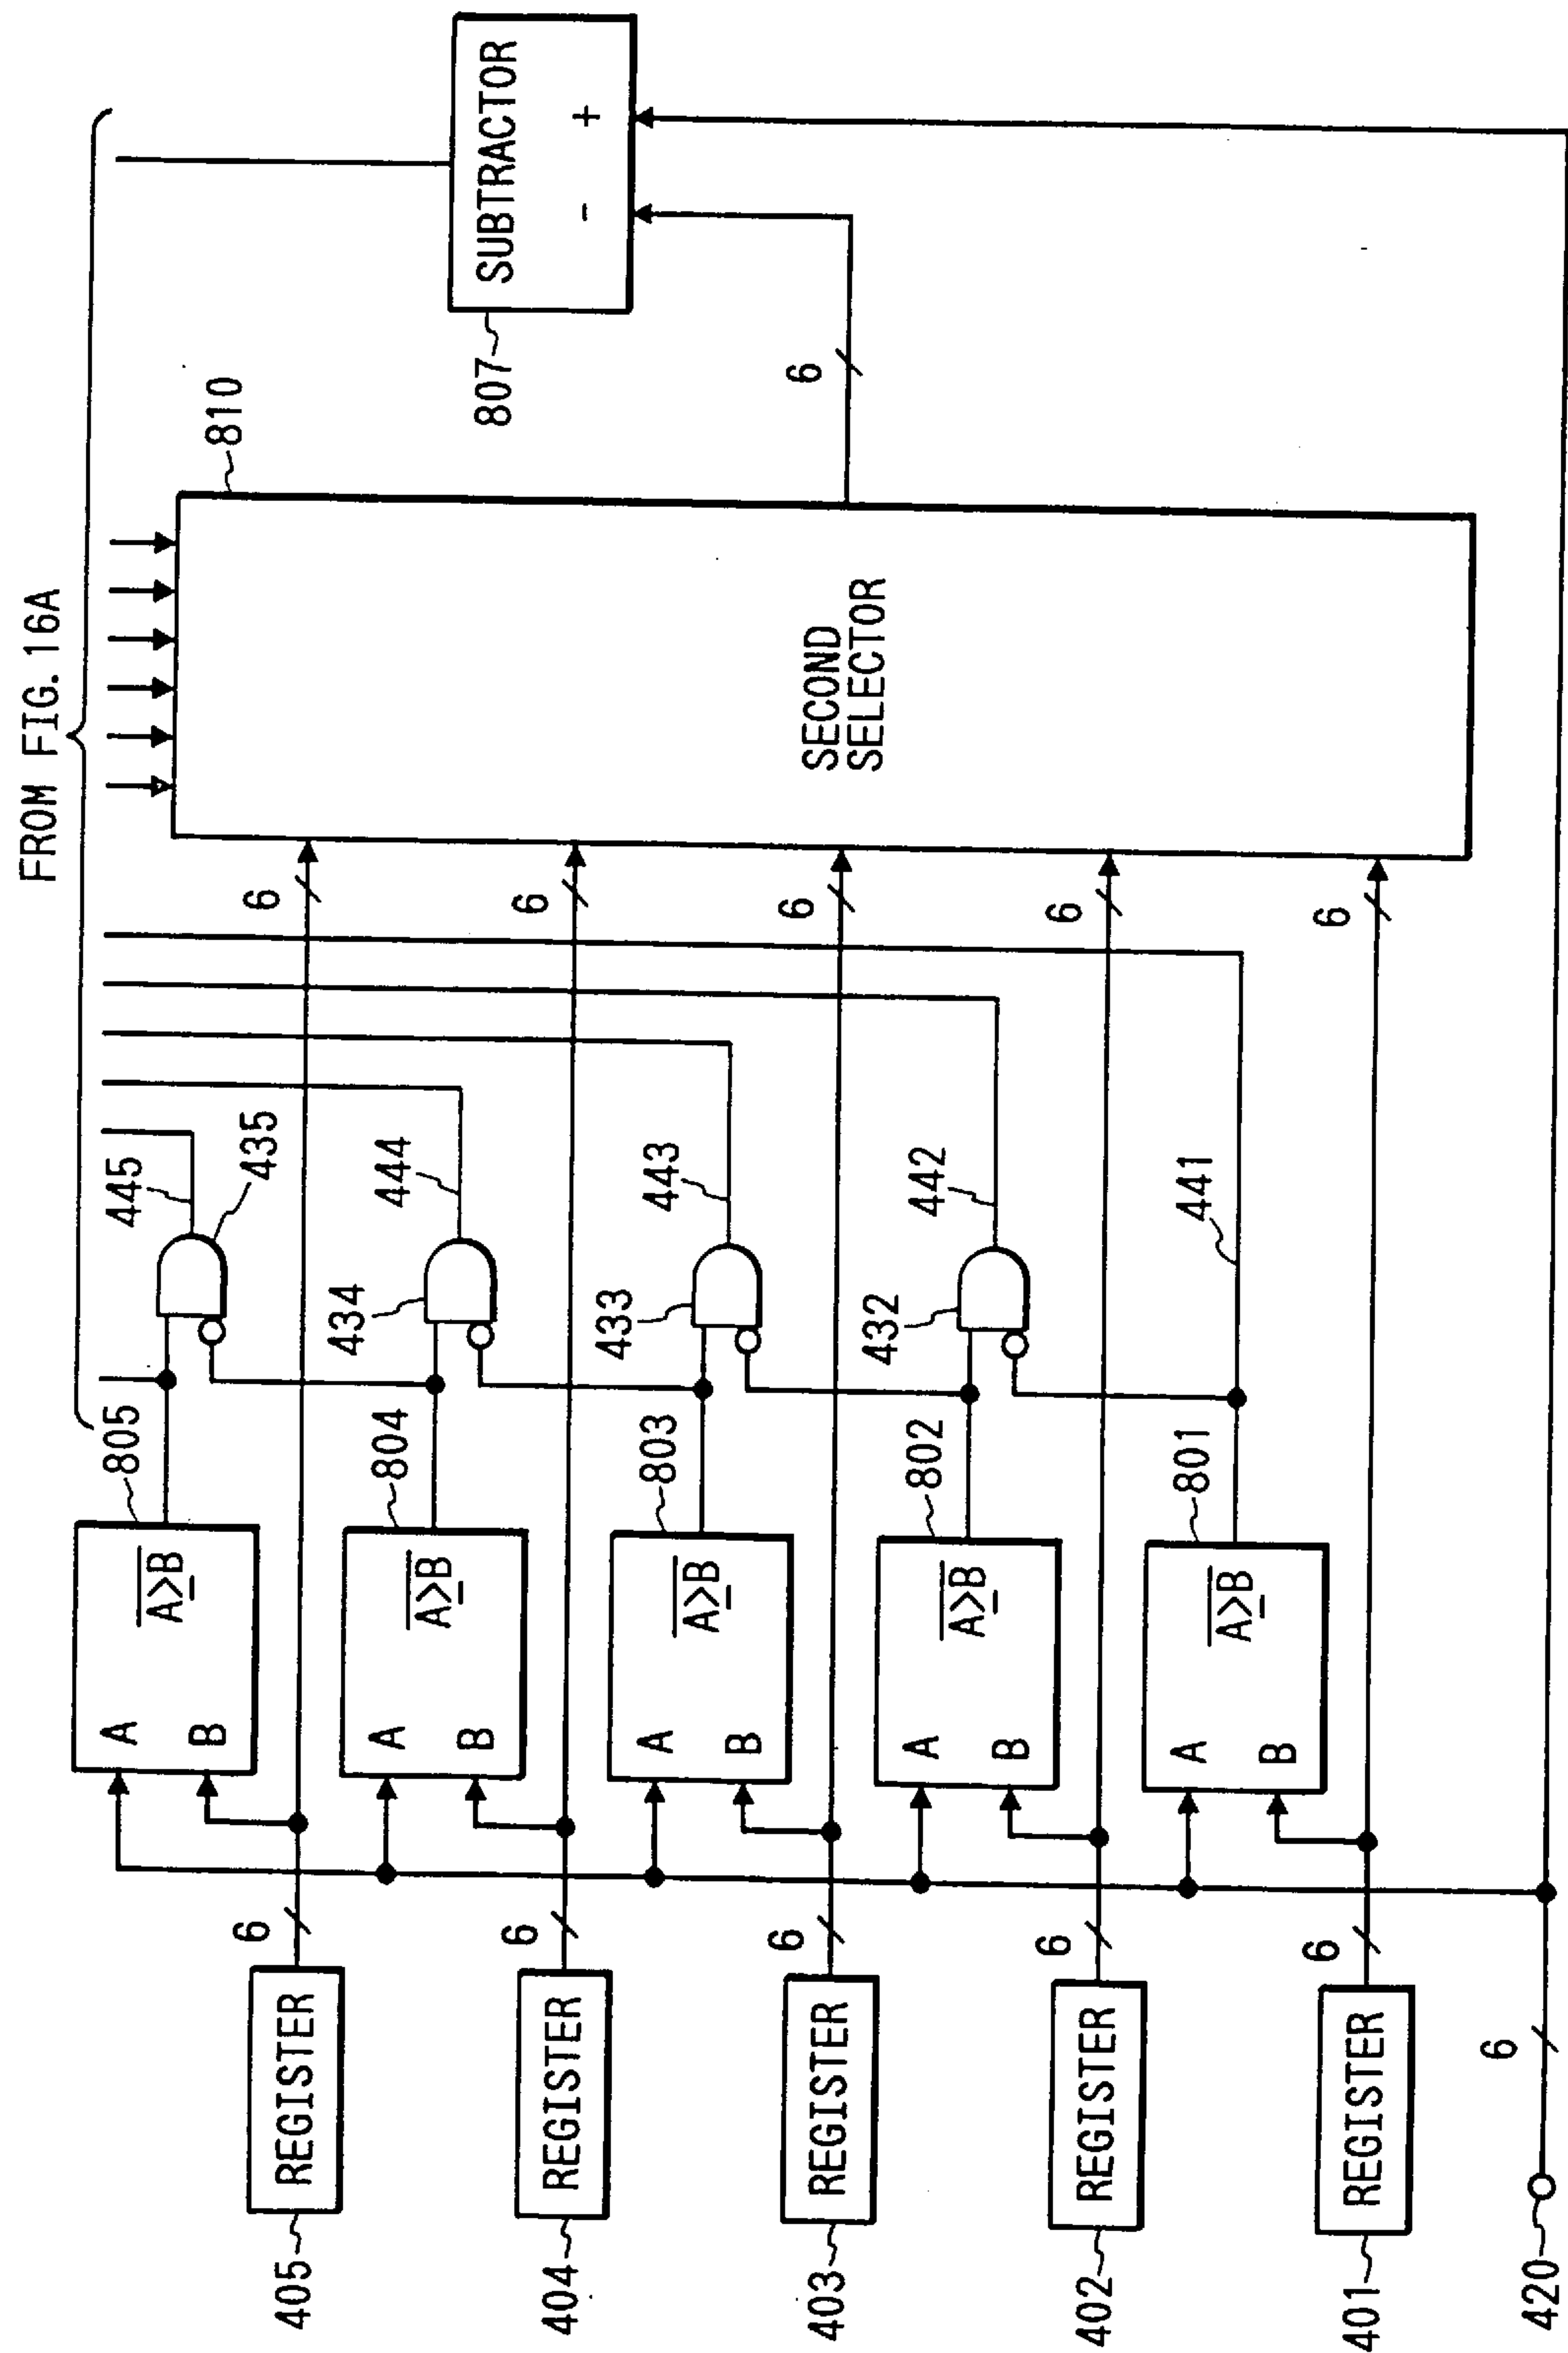 FROM FIG. 16A
SUBTRACTOR
-
+
807
6
810
SECOND
SELECTOR
6
6
6
6
6
445
435
444
434
443
433
442
432
441
805
A
B
A≧B
804
A
B
A≧B
803
A
B
A≧B
802
A
B
A≧B
801
A
B
A≧B
6
6
6
6
6
405
REGISTER
404
REGISTER
403
REGISTER
402
REGISTER
401
REGISTER
6
420